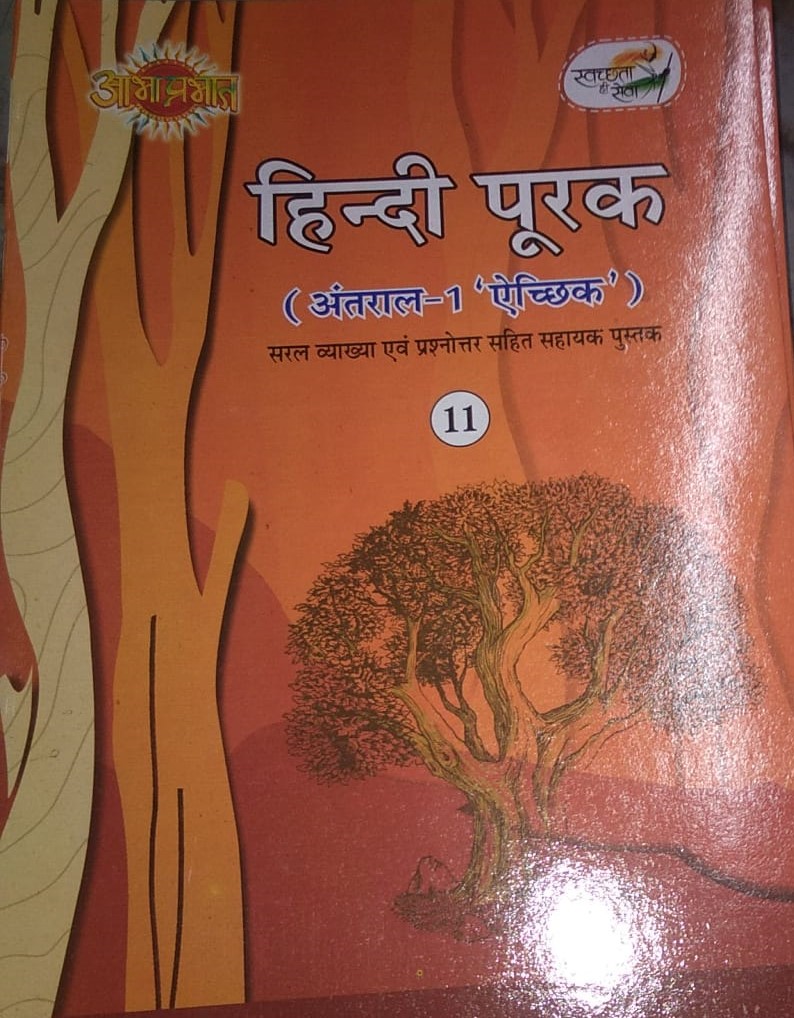 आभा प्रभात
स्वच्छता
ही सेवा
हिन्दी पूरक
( अंतराल-1 'ऐच्छिक' )
सरल व्याख्या एवं प्रश्नोत्तर सहित सहायक पुस्तक
11